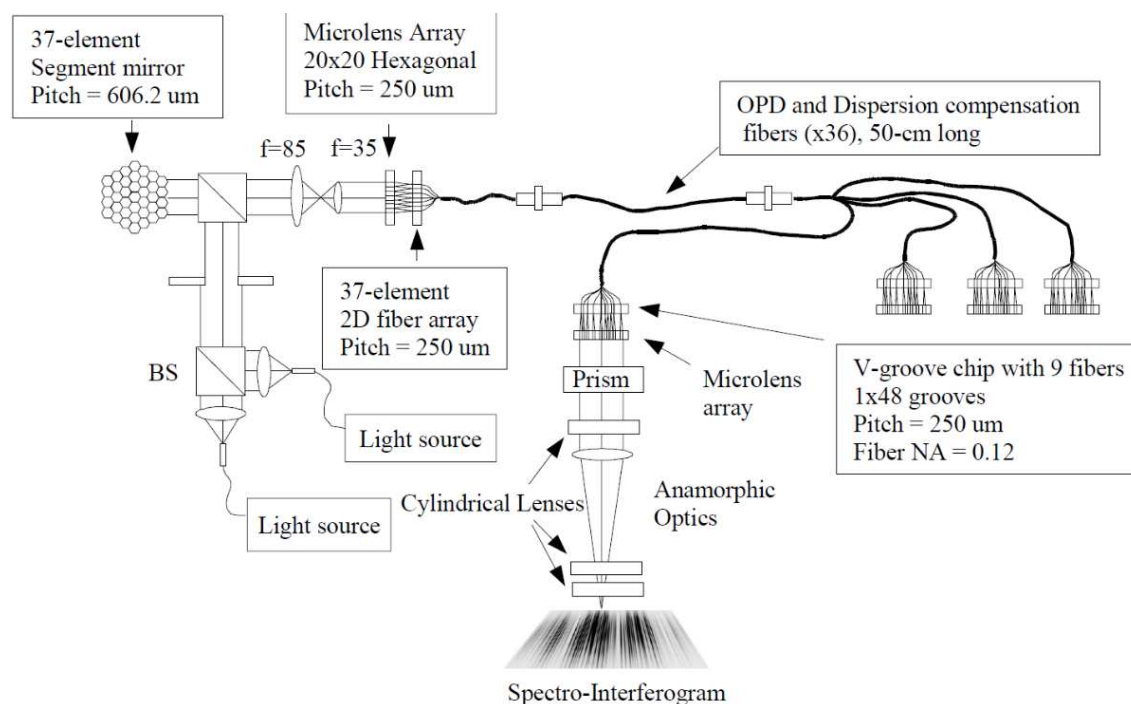 37-element
Segment mirror
Pitch = 606.2 um
Microlens Array
20x20 Hexagonal
Pitch = 250 um
OPD and Dispersion compensation
fibers (x36), 50-cm long
f=85
f=35
37-element
2D fiber array
Pitch = 250 um
BS
Light source
Light source
Prism
Microlens
array
V-groove chip with 9 fibers
1x48 grooves
Pitch = 250 um
Fiber NA = 0.12
Cylindrical Lenses
Anamorphic
Optics
Spectro-Interferogram